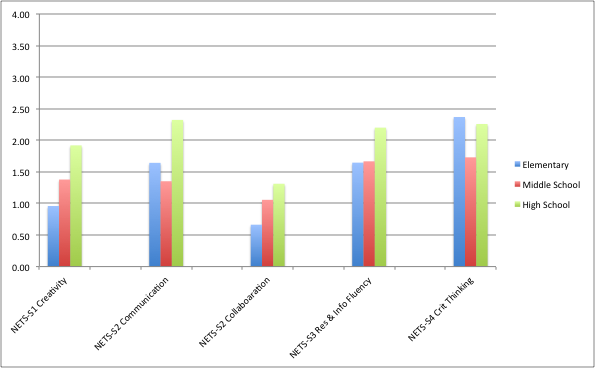 4.00
3.50
3.00
2.50
2.00
1.50
1.00
0.50
0.00
NETS-S1 Creativity
NETS-S2 Communication
NETS-S2 Collaboaration
NETS-S3 Res & Info Fluency
NETS-S4 Crit Thinking
Elementary
Middle School
High School